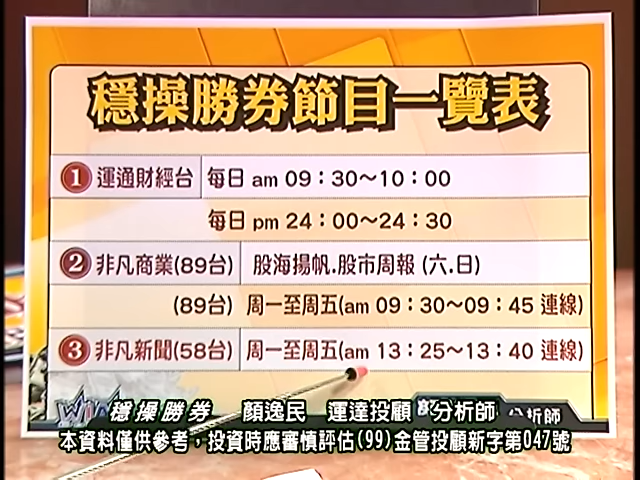 穩操勝券節目一覽表
1 運通財經台 每日 am 09：30～10：00
每日 pm 24：00～24：30
2 非凡商業(89台) 股海揚帆.股市周報 (六.日)
(89台) 周一至周五(am 09：30～09：45 連線)
3 非凡新聞(58台) 周一至周五(am 13：25～13：40 連線)
穩操勝券 顏逸民 運達投顧 分析師
分析師
本資料僅供參考，投資時應審慎評估(99)金管投顧新字第047號